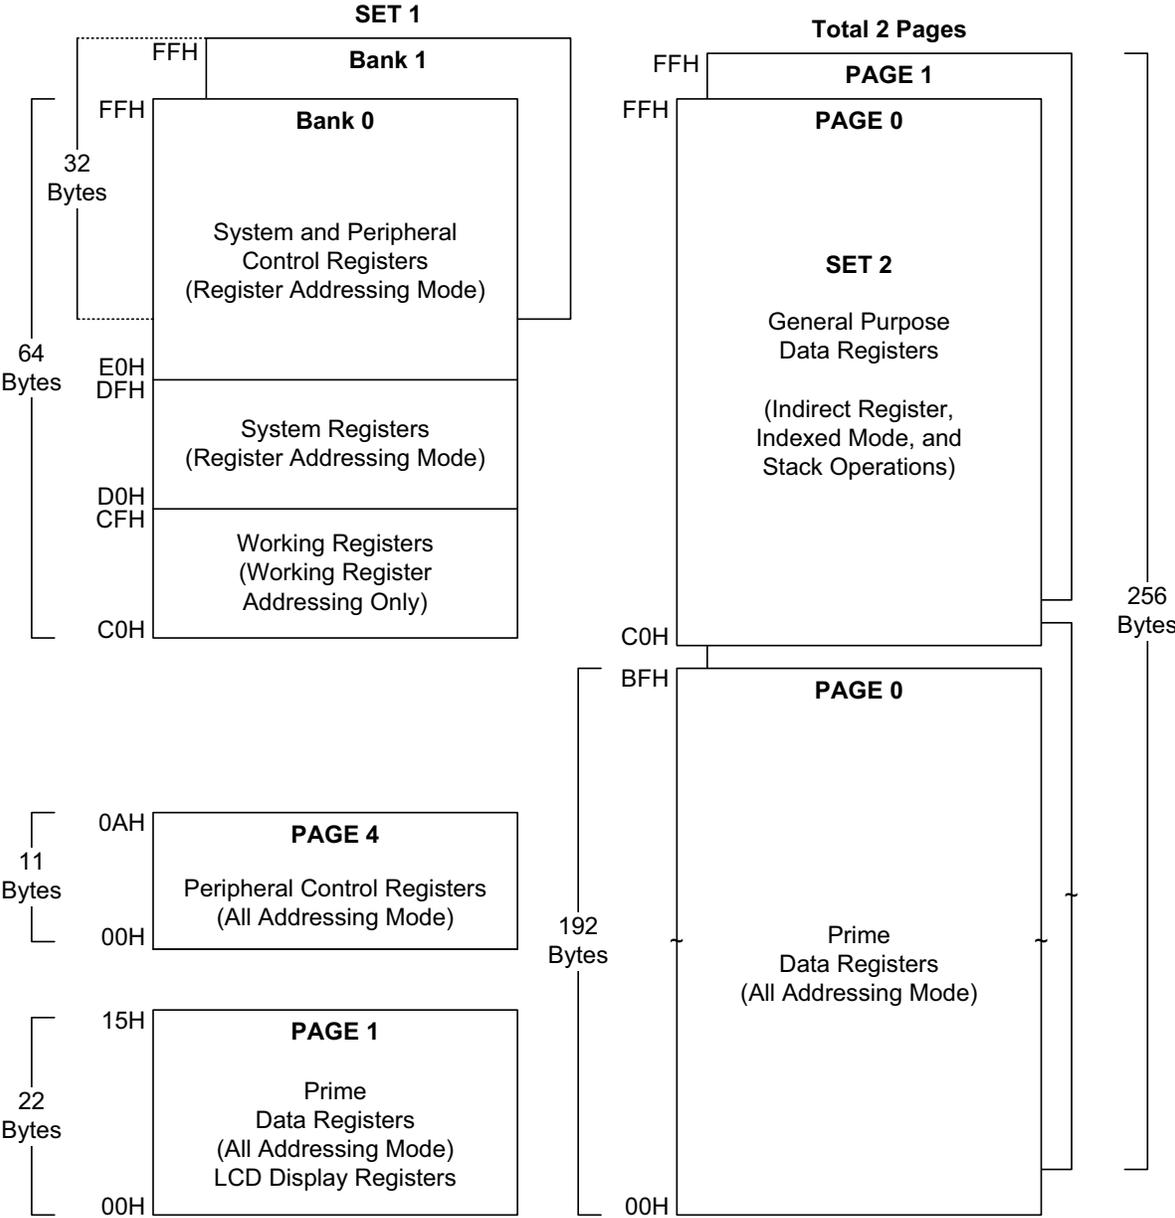 SET 1
FFH
Bank 1
FFH
Bank 0
32
Bytes
System and Peripheral
Control Registers
(Register Addressing Mode)
64
Bytes
E0H
DFH
System Registers
(Register Addressing Mode)
D0H
CFH
Working Registers
(Working Register
Addressing Only)
C0H
0AH
PAGE 4
11
Bytes
Peripheral Control Registers
(All Addressing Mode)
00H
15H
PAGE 1
22
Bytes
Prime
Data Registers
(All Addressing Mode)
LCD Display Registers
00H
Total 2 Pages
FFH
PAGE 1
FFH
PAGE 0
SET 2
General Purpose
Data Registers
(Indirect Register,
Indexed Mode, and
Stack Operations)
256
Bytes
C0H
BFH
PAGE 0
192
Bytes
~
~
~
Prime
Data Registers
(All Addressing Mode)
00H